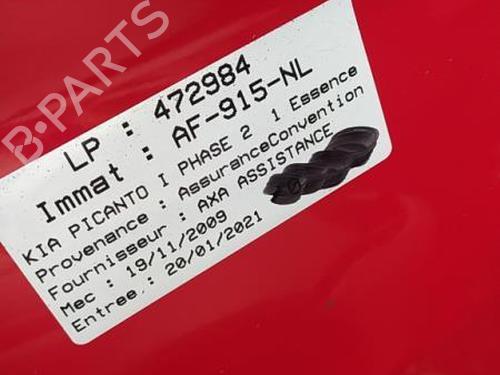 B-PARTS
LP : 472984
Immat : AF-915-NL
KIA PICANTO I PHASE 2 1 Essence
Provenance : AssuranceConvention
Fournisseur : AXA ASSISTANCE
Mec : 19/11/2009
Entree : 20/01/2021